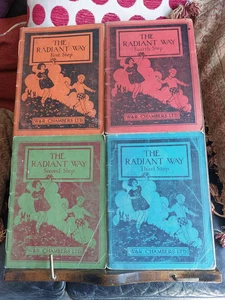 THE
RADIANT WAY
First Step
W.& R. CHAMBERS. LTD.
THE
RADIANT WAY
Fourth Step
W.& R. CHAMBERS. LTD.
THE
RADIANT WAY
Second Step
W.& R. CHAMBERS. LTD.
THE
RADIANT WAY
Third Step
W.& R. CHAMBERS. LTD.